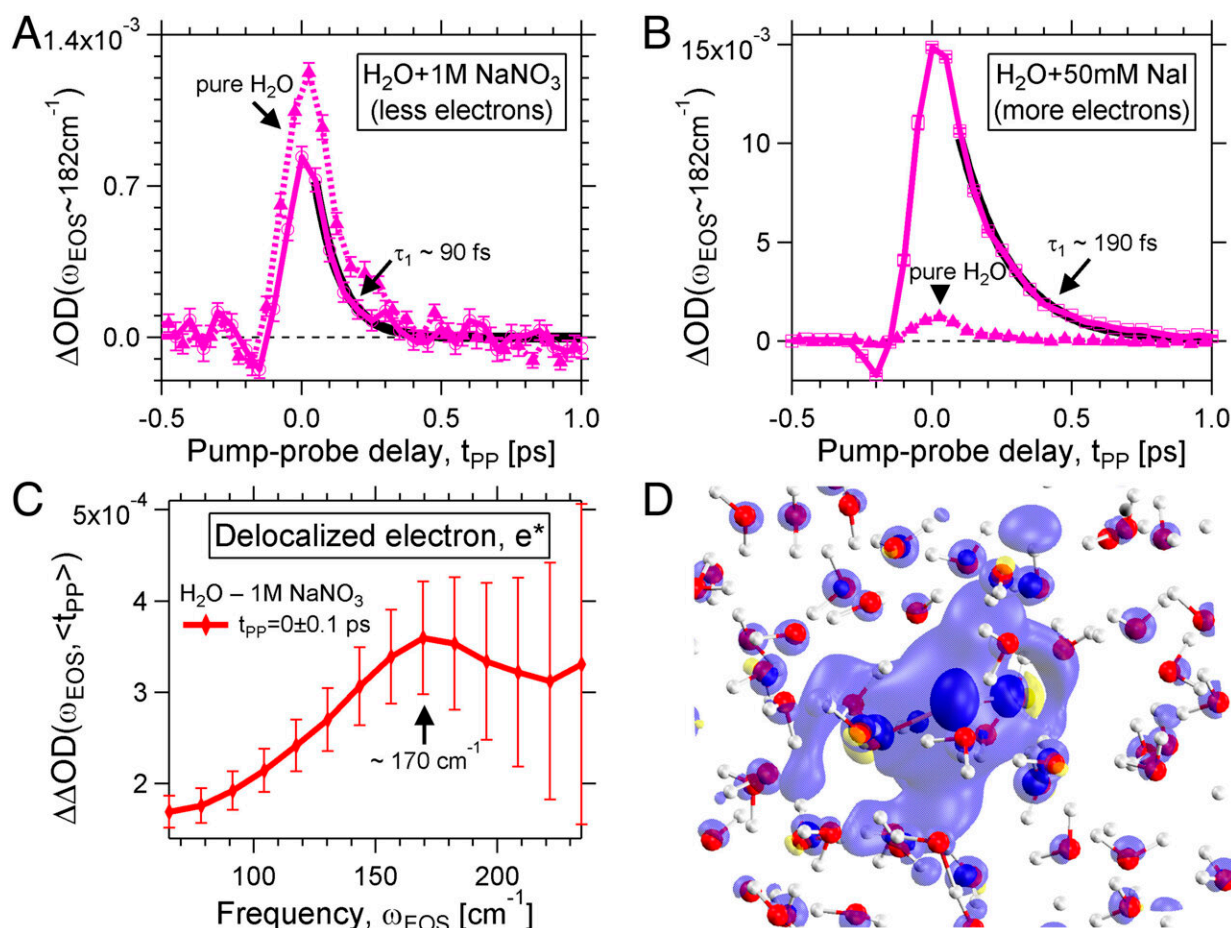 A
1.4x10⁻³
0.7
0.0
ΔOD(ω_EOS~182cm⁻¹)
pure H₂O
H₂O+1M NaNO₃
(less electrons)
τ₁ ~ 90 fs
-0.5 0.0 0.5 1.0
Pump-probe delay, t_PP [ps]
B
15x10⁻³
10
5
0
ΔOD(ω_EOS~182cm⁻¹)
H₂O+50mM NaI
(more electrons)
τ₁ ~ 190 fs
pure H₂O
-0.5 0.0 0.5 1.0
Pump-probe delay, t_PP [ps]
C
5x10⁻⁴
4
3
2
ΔΔOD(ω_EOS, <t_PP>)
Delocalized electron, e*
H₂O – 1M NaNO₃
t_PP=0±0.1 ps
~ 170 cm⁻¹
100 150 200
Frequency, ω_EOS [cm⁻¹]
D